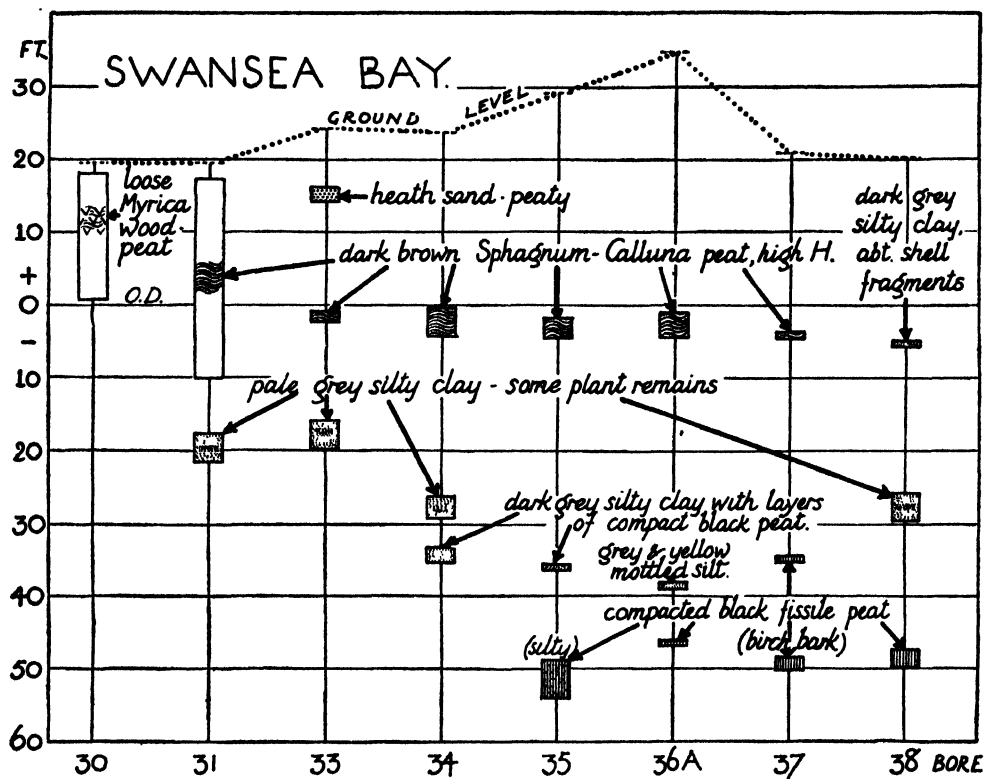 FT.
SWANSEA BAY.
30
GROUND LEVEL
20
loose
Myrica
wood-
peat
heath sand · peaty
dark grey
silty clay,
abt. shell
fragments
10
dark brown Sphagnum - Calluna peat, high H.
+
O.D.
0
-
10
pale grey silty clay - some plant remains
20
dark grey silty clay with layers
of compact black peat.
30
grey & yellow
mottled silt.
40
compacted black fissile peat
(silty)
(birch bark)
50
60
30 31 33 34 35 36A 37 38 BORE